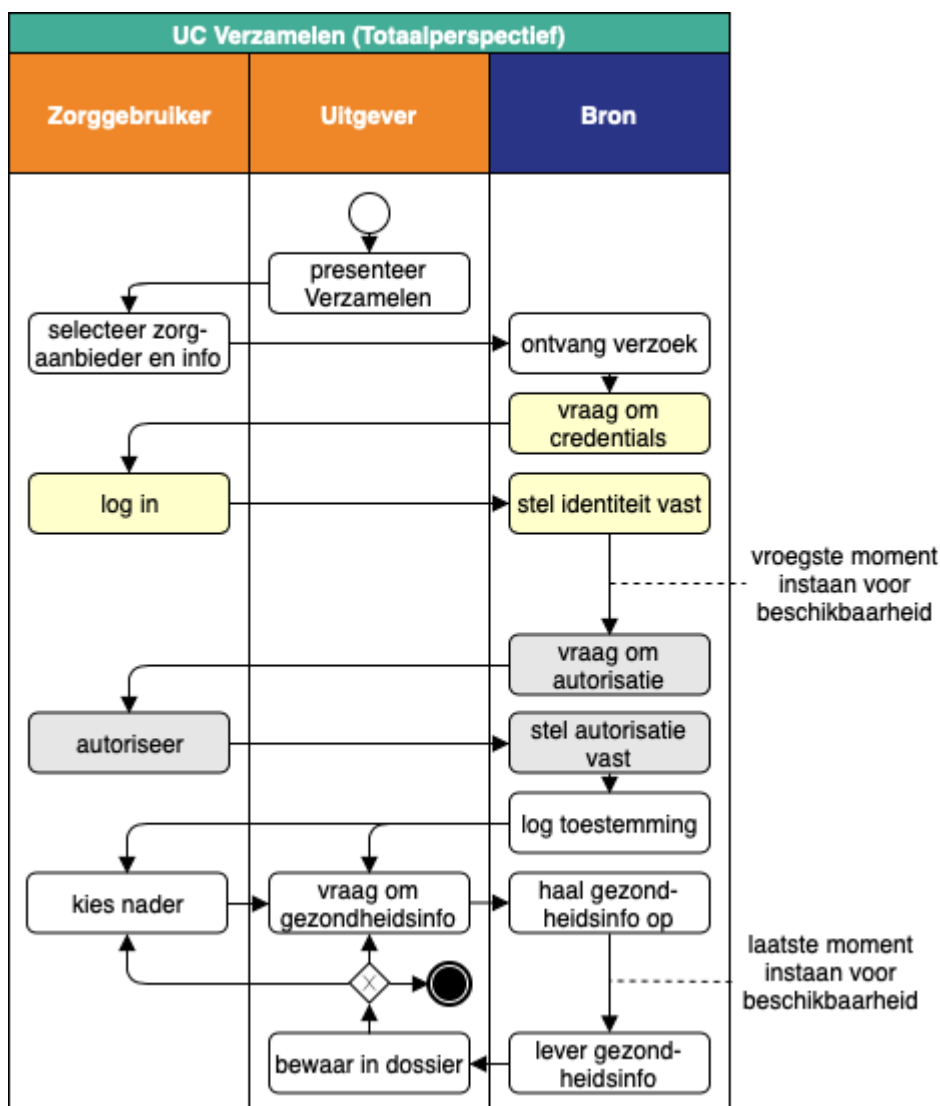 UC Verzamelen (Totaalperspectief)
Zorggebruiker
Uitgever
Bron
presenteer
Verzamelen
selecteer zorg-
aanbieder en info
ontvang verzoek
vraag om
credentials
log in
stel identiteit vast
vroegste moment
instaan voor
beschikbaarheid
vraag om
autorisatie
autoriseer
stel autorisatie
vast
log toestemming
kies nader
vraag om
gezondheidsinfo
haal gezond-
heidsinfo op
laatste moment
instaan voor
beschikbaarheid
X
bewaar in dossier
lever gezond-
heidsinfo